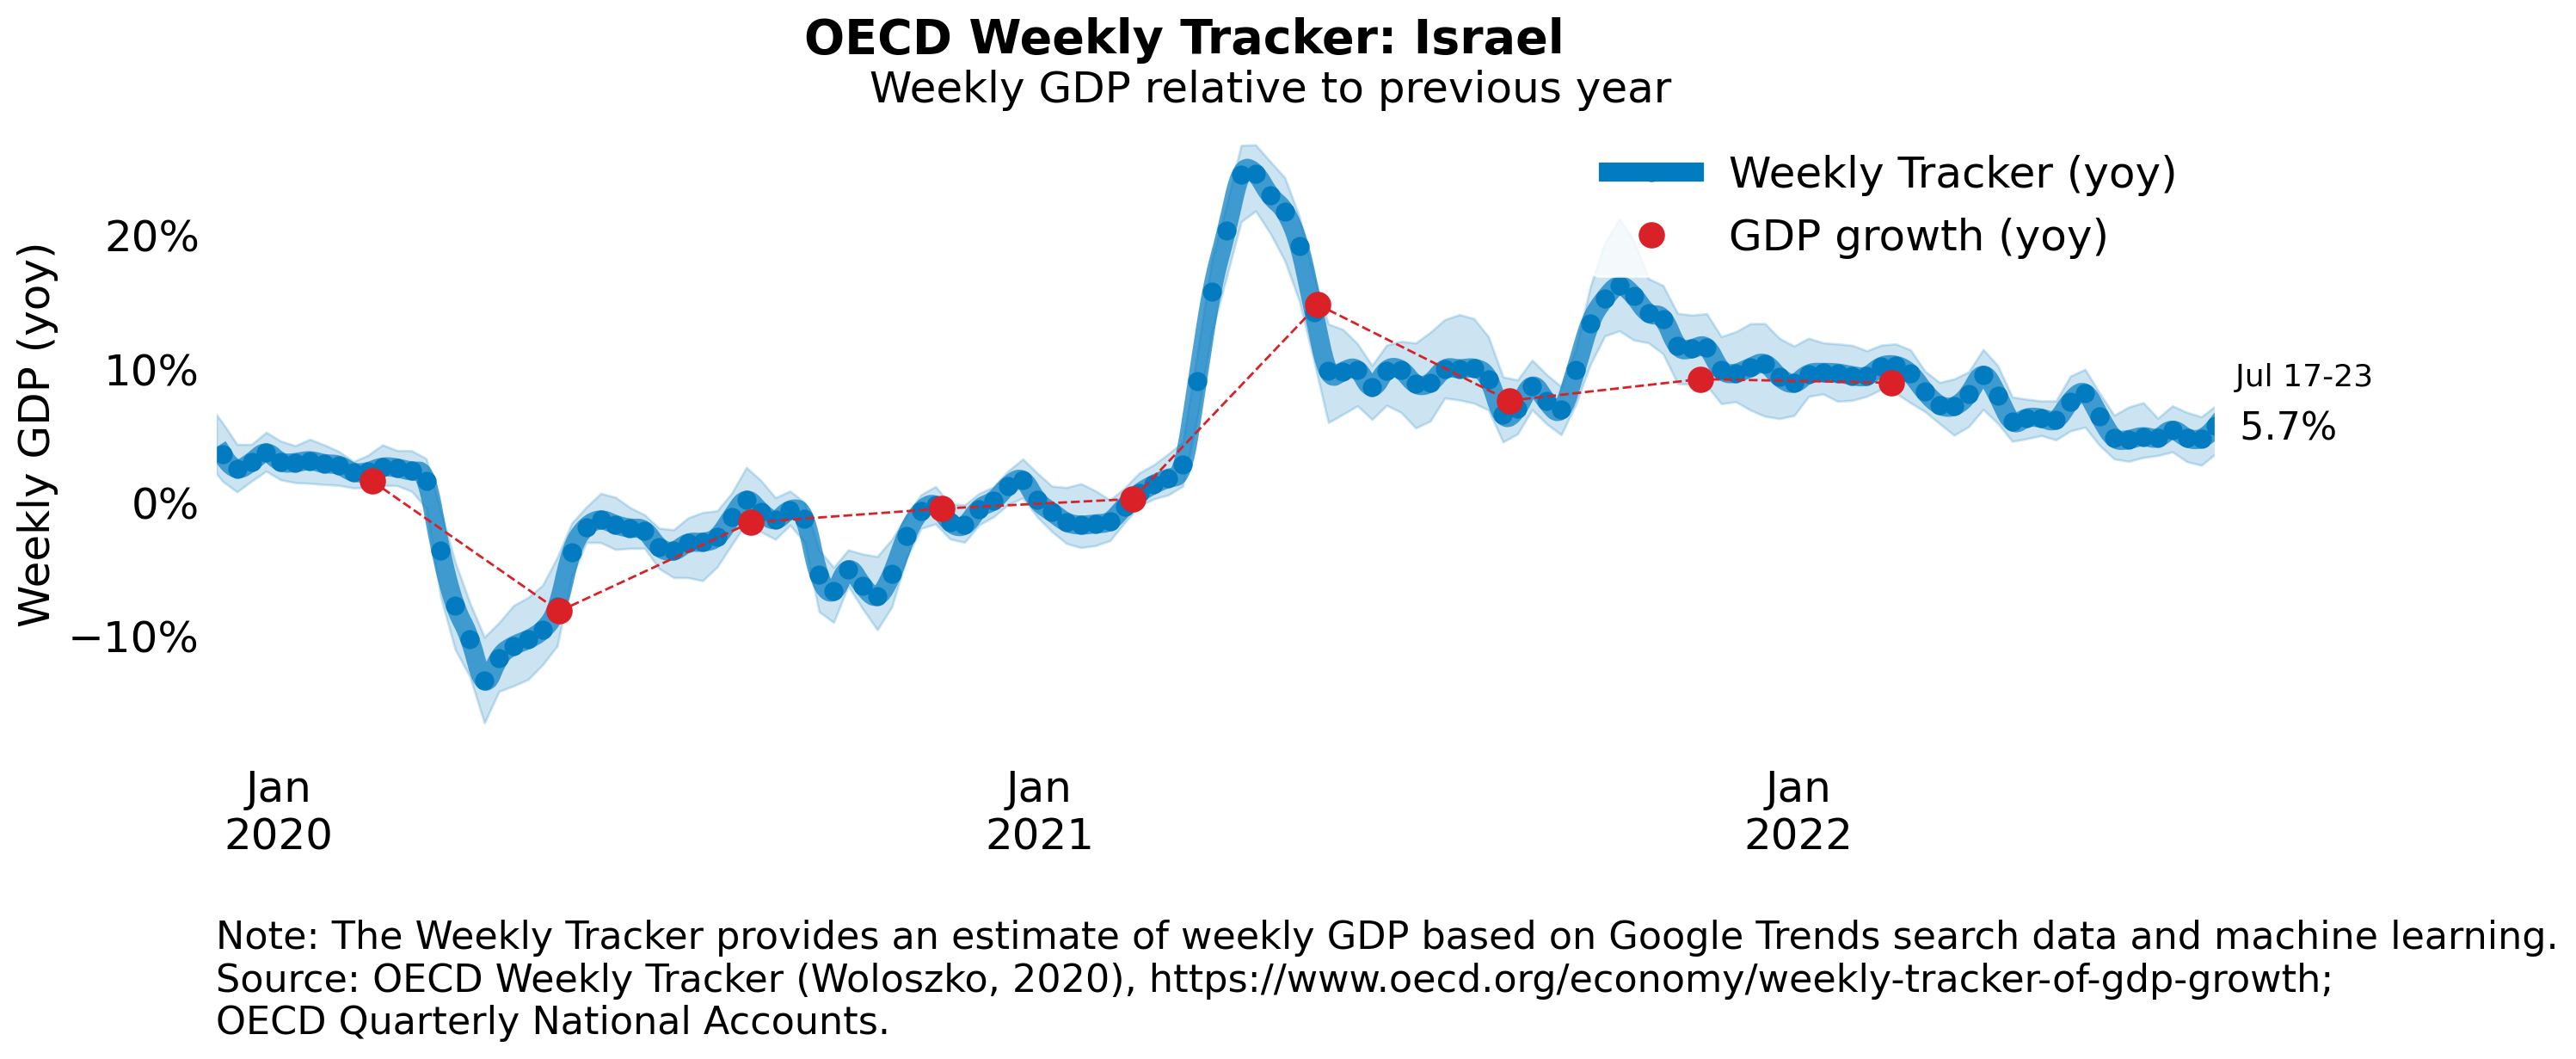 OECD Weekly Tracker: Israel
Weekly GDP relative to previous year
Weekly Tracker (yoy)
GDP growth (yoy)
Weekly GDP (yoy)
20%
10%
0%
−10%
Jul 17-23
5.7%
Jan
2020
Jan
2021
Jan
2022
Note: The Weekly Tracker provides an estimate of weekly GDP based on Google Trends search data and machine learning.
Source: OECD Weekly Tracker (Woloszko, 2020), https://www.oecd.org/economy/weekly-tracker-of-gdp-growth;
OECD Quarterly National Accounts.